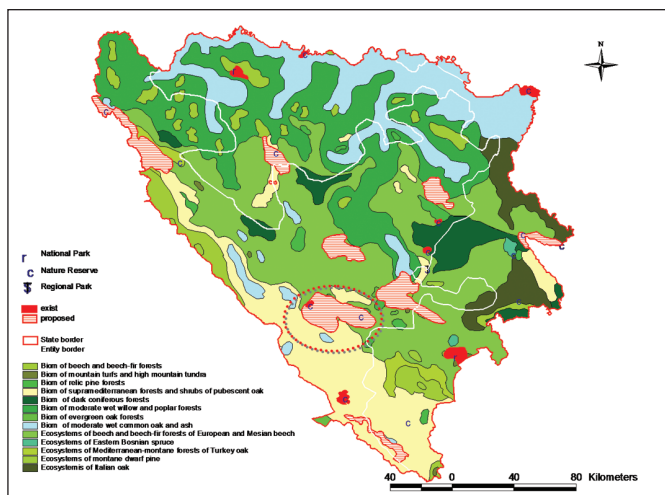 N
r National Park
c Nature Reserve
Regional Park
exist
proposed
State border
Entity border
Biom of beech and beech-fir forests
Biom of mountain turfs and high mountain tundra
Biom of relic pine forests
Biom of supramediterranean forests and shrubs of pubescent oak
Biom of dark coniferous forests
Biom of moderate wet willow and poplar forests
Biom of evergreen oak forests
Biom of moderate wet common oak and ash
Ecosystems of beech and beech-fir forests of European and Mesian beech
Ecosystems of Eastern Bosnian spruce
Ecosystems of Mediterranean-montane forests of Turkey oak
Ecosystems of montane dwarf pine
Ecosystemis of Italian oak
40 0 40 80 Kilometers